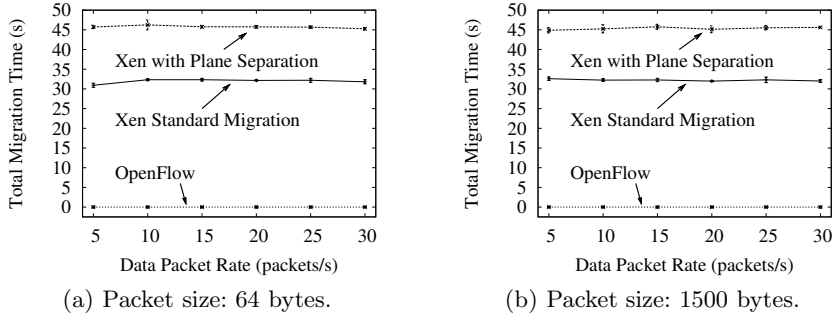 50
45
40
35
30
25
20
15
10
5
0
Total Migration Time (s)
Xen with Plane Separation
Xen Standard Migration
OpenFlow
5 10 15 20 25 30
Data Packet Rate (packets/s)
(a) Packet size: 64 bytes.
50
45
40
35
30
25
20
15
10
5
0
Total Migration Time (s)
Xen with Plane Separation
Xen Standard Migration
OpenFlow
5 10 15 20 25 30
Data Packet Rate (packets/s)
(b) Packet size: 1500 bytes.